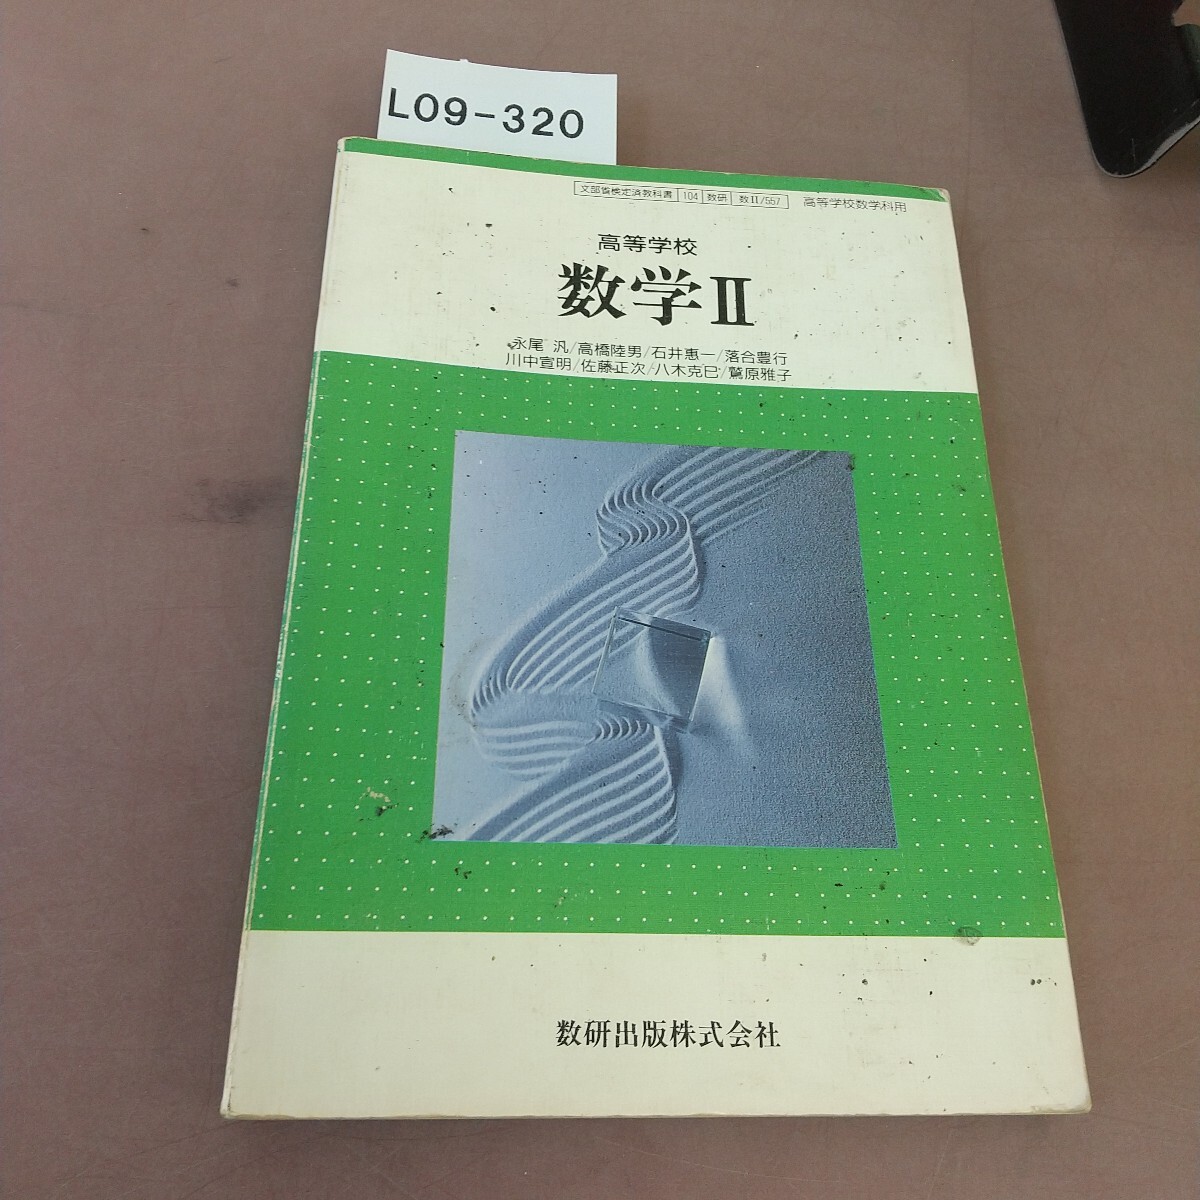 L09-320
文部省検定済教科書 104 数研 数II/557 高等学校数学科用
高等学校
数学II
永尾 汎/高橋陸男/石井惠一/落合豊行
川中宣明/佐藤正次/八木克巳/鷲原雅子
数研出版株式会社